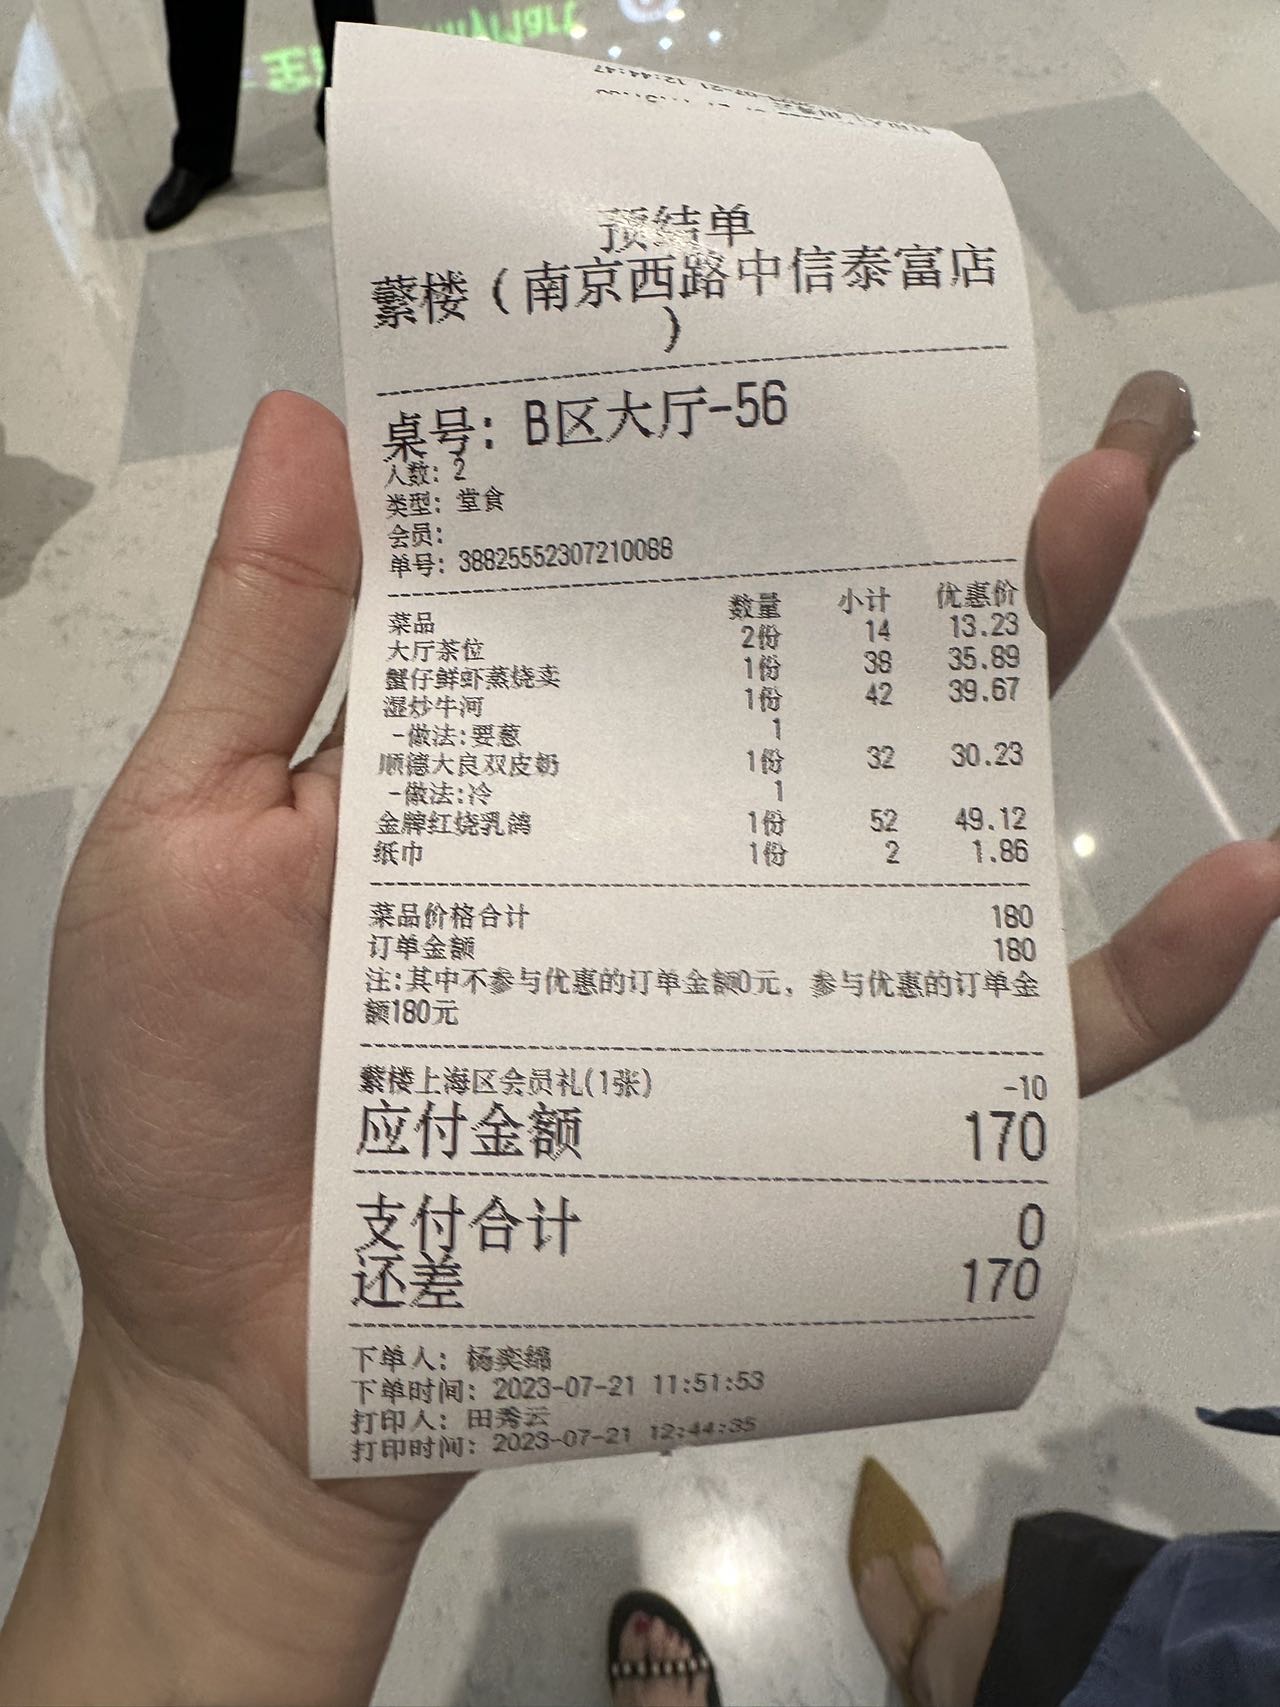 12:44:47
预结单
蘩楼(南京西路中信泰富店
)
桌号: B区大厅-56
人数: 2
类型: 堂食
会员:
单号: 38825552307210088
菜品 数量 小计 优惠价
大厅茶位 2份 14 13.23
蟹仔鲜虾蒸烧卖 1份 38 35.89
湿炒牛河 1份 42 39.67
-做法:要葱 1
顺德大良双皮奶 1份 32 30.23
-做法:冷 1
金牌红烧乳鸽 1份 52 49.12
纸巾 1份 2 1.86
菜品价格合计 180
订单金额 180
注:其中不参与优惠的订单金额0元，参与优惠的订单金
额180元
蘩楼上海区会员礼(1张) -10
应付金额 170
支付合计 0
还差 170
下单人: 杨奕
下单时间: 2023-07-21 11:51:53
打印人: 田秀云
打印时间: 2023-07-21 12:44:35